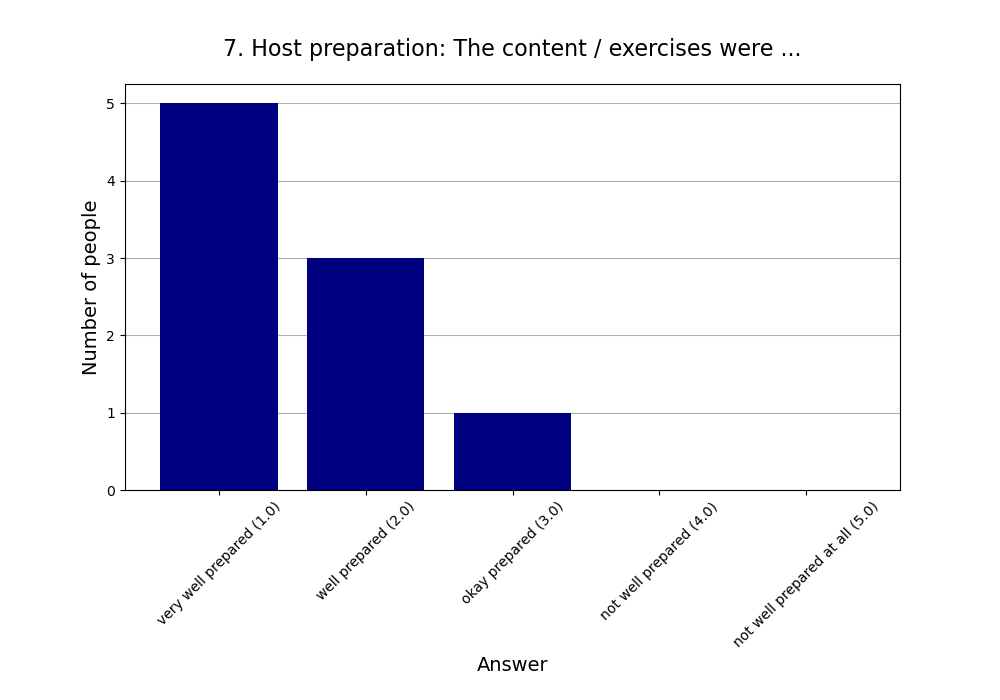 7. Host preparation: The content / exercises were ...
Number of people
5
4
3
2
1
0
very well prepared (1.0)
well prepared (2.0)
okay prepared (3.0)
not well prepared (4.0)
not well prepared at all (5.0)
Answer